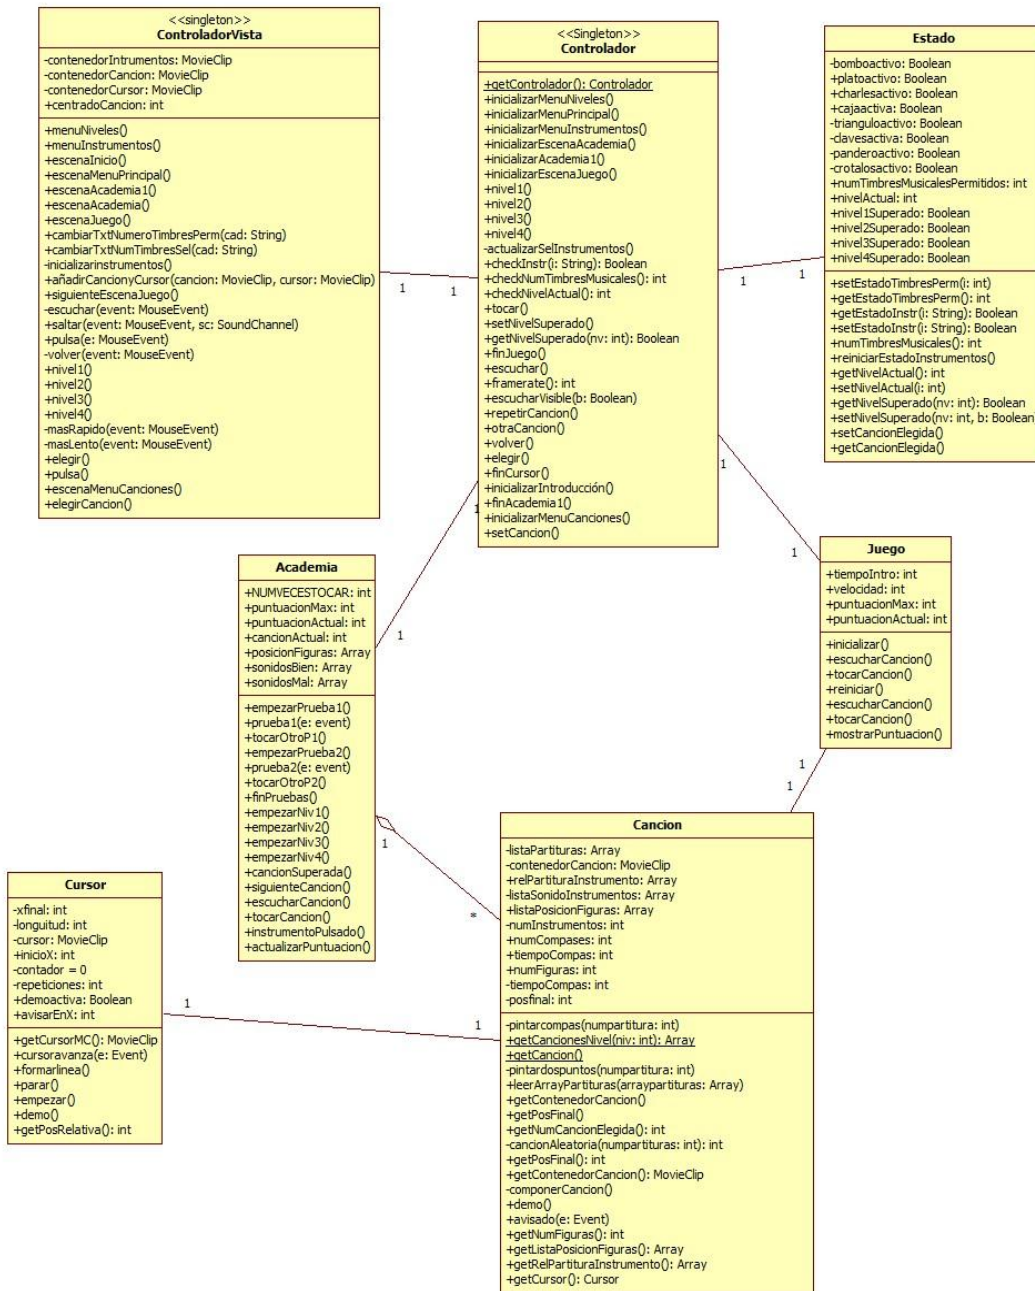 <<singleton>>
ControladorVista
-contenedorIntrumentos: MovieClip
-contenedorCancion: MovieClip
-contenedorCursor: MovieClip
+centradoCancion: int
+menuNiveles()
+menuInstrumentos()
+escenaInicio()
+escenaMenuPrincipal()
+escenaAcademia1()
+escenaAcademia()
+escenaJuego()
+cambiarTxtNumeroTimbresPerm(cad: String)
+cambiarTxtNumTimbresSel(cad: String)
-inicializarinstrumentos()
+añadirCancionyCursor(cancion: MovieClip, cursor: MovieClip)
+siguienteEscenaJuego()
-escuchar(event: MouseEvent)
+saltar(event: MouseEvent, sc: SoundChannel)
+pulsa(e: MouseEvent)
-volver(event: MouseEvent)
+nivel1()
+nivel2()
+nivel3()
+nivel4()
-masRapido(event: MouseEvent)
-masLento(event: MouseEvent)
+elegir()
+pulsa()
+escenaMenuCanciones()
+elegirCancion()
<<Singleton>>
Controlador
+getControlador(): Controlador
+inicializarMenuNiveles()
+inicializarMenuPrincipal()
+inicializarMenuInstrumentos()
+inicializarEscenaAcademia()
+inicializarAcademia1()
+inicializarEscenaJuego()
+nivel1()
+nivel2()
+nivel3()
+nivel4()
-actualizarSelInstrumentos()
+checkInstr(i: String): Boolean
+checkNumTimbresMusicales(): int
+checkNivelActual(): int
+tocar()
+setNivelSuperado()
+getNivelSuperado(nv: int): Boolean
+finJuego()
+escuchar()
+framerate(): int
+escucharVisible(b: Boolean)
+repetirCancion()
+otraCancion()
+volver()
+elegir()
+finCursor()
+inicializarIntroducción()
+finAcademia1()
+inicializarMenuCanciones()
+setCancion()
Estado
-bomboactivo: Boolean
+platoactivo: Boolean
+charlesactivo: Boolean
+cajaactiva: Boolean
-trianguloactivo: Boolean
-clavesactiva: Boolean
-panderoactivo: Boolean
-crotalosactivo: Boolean
+numTimbresMusicalesPermitidos: int
+nivelActual: int
+nivel1Superado: Boolean
+nivel2Superado: Boolean
+nivel3Superado: Boolean
+nivel4Superado: Boolean
+setEstadoTimbresPerm(i: int)
+getEstadoTimbresPerm(): int
+getEstadoInstr(i: String): Boolean
+setEstadoInstr(i: String): Boolean
+numTimbresMusicales(): int
+reiniciarEstadoInstrumentos()
+getNivelActual(): int
+setNivelActual(i: int)
+getNivelSuperado(nv: int): Boolean
+setNivelSuperado(nv: int, b: Boolean)
+setCancionElegida()
+getCancionElegida()
1
1
1
1
1
1
1
1
Academia
+NUMVECESTOCAR: int
+puntuacionMax: int
+puntuacionActual: int
+cancionActual: int
+posicionFiguras: Array
+sonidosBien: Array
+sonidosMal: Array
+empezarPrueba1()
+prueba1(e: event)
+tocarOtroP1()
+empezarPrueba2()
+prueba2(e: event)
+tocarOtroP2()
+finPruebas()
+empezarNiv1()
+empezarNiv2()
+empezarNiv3()
+empezarNiv4()
+cancionSuperada()
+siguienteCancion()
+escucharCancion()
+tocarCancion()
+instrumentoPulsado()
+actualizarPuntuacion()
Juego
+tiempoIntro: int
+velocidad: int
+puntuacionMax: int
+puntuacionActual: int
+inicializar()
+escucharCancion()
+tocarCancion()
+reiniciar()
+escucharCancion()
+tocarCancion()
+mostrarPuntuacion()
1
1
1
*
Cursor
-xfinal: int
-longuitud: int
-cursor: MovieClip
+inicioX: int
-contador = 0
-repeticiones: int
+demoactiva: Boolean
+avisarEnX: int
+getCursorMC(): MovieClip
+cursoravanza(e: Event)
+formarlinea()
+parar()
+empezar()
+demo()
+getPosRelativa(): int
1
1
Cancion
-listaPartituras: Array
-contenedorCancion: MovieClip
+relPartituraInstrumento: Array
-listaSonidoInstrumentos: Array
+listaPosicionFiguras: Array
-numInstrumentos: int
+numCompases: int
+tiempoCompas: int
+numFiguras: int
-tiempoCompas: int
-posfinal: int
-pintarcompas(numpartitura: int)
+getCancionesNivel(niv: int): Array
+getCancion()
-pintardospuntos(numpartitura: int)
+leerArrayPartituras(arraypartituras: Array)
+getContenedorCancion()
+getPosFinal()
+getNumCancionElegida(): int
-cancionAleatoria(numpartituras: int): int
+getPosFinal(): int
+getContenedorCancion(): MovieClip
-componerCancion()
+demo()
+avisado(e: Event)
+getNumFiguras(): int
+getListaPosicionFiguras(): Array
+getRelPartituraInstrumento(): Array
+getCursor(): Cursor